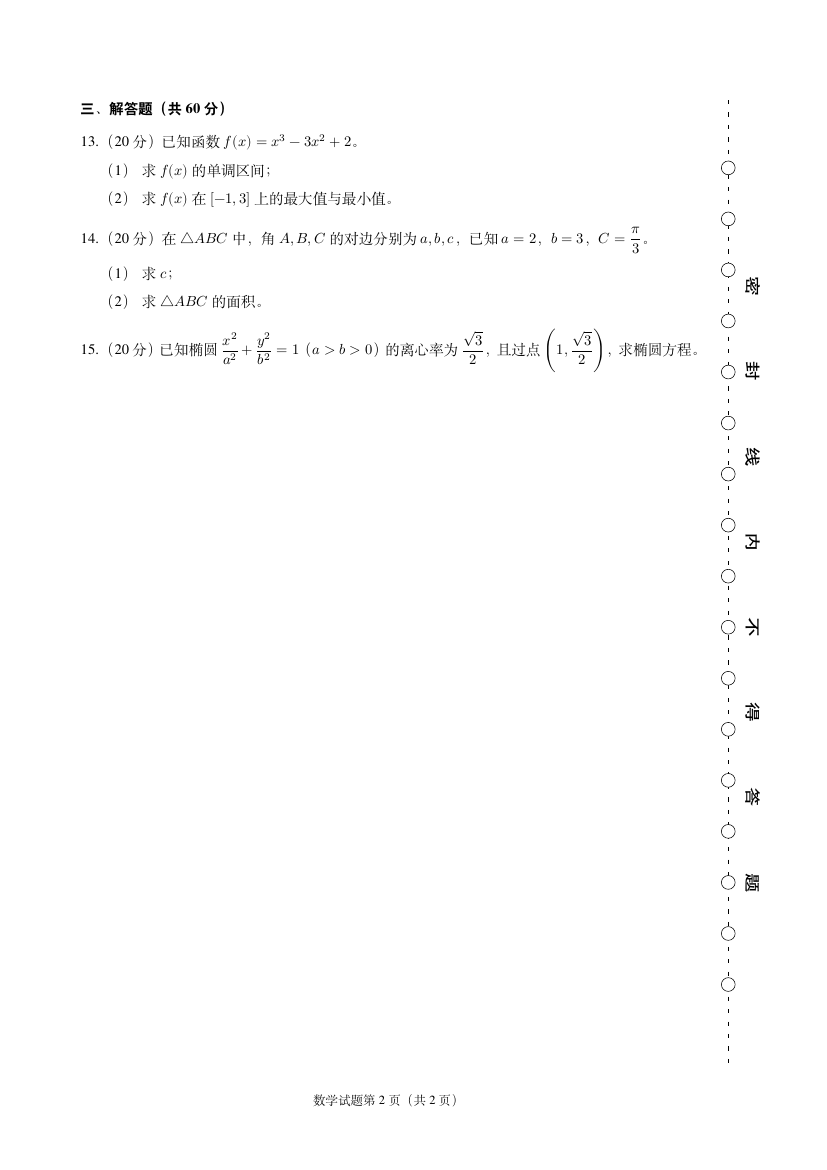 三、解答题（共 60 分）
13.（20 分）已知函数 f(x) = x³ − 3x² + 2。
（1） 求 f(x) 的单调区间；
（2） 求 f(x) 在 [−1, 3] 上的最大值与最小值。
14.（20 分）在 △ABC 中，角 A, B, C 的对边分别为 a, b, c，已知 a = 2，b = 3，C = π/3。
（1） 求 c；
（2） 求 △ABC 的面积。
15.（20 分）已知椭圆 x²/a² + y²/b² = 1（a > b > 0）的离心率为 √3/2，且过点 (1, √3/2)，求椭圆方程。
密封线内不得答题
数学试题第 2 页（共 2 页）